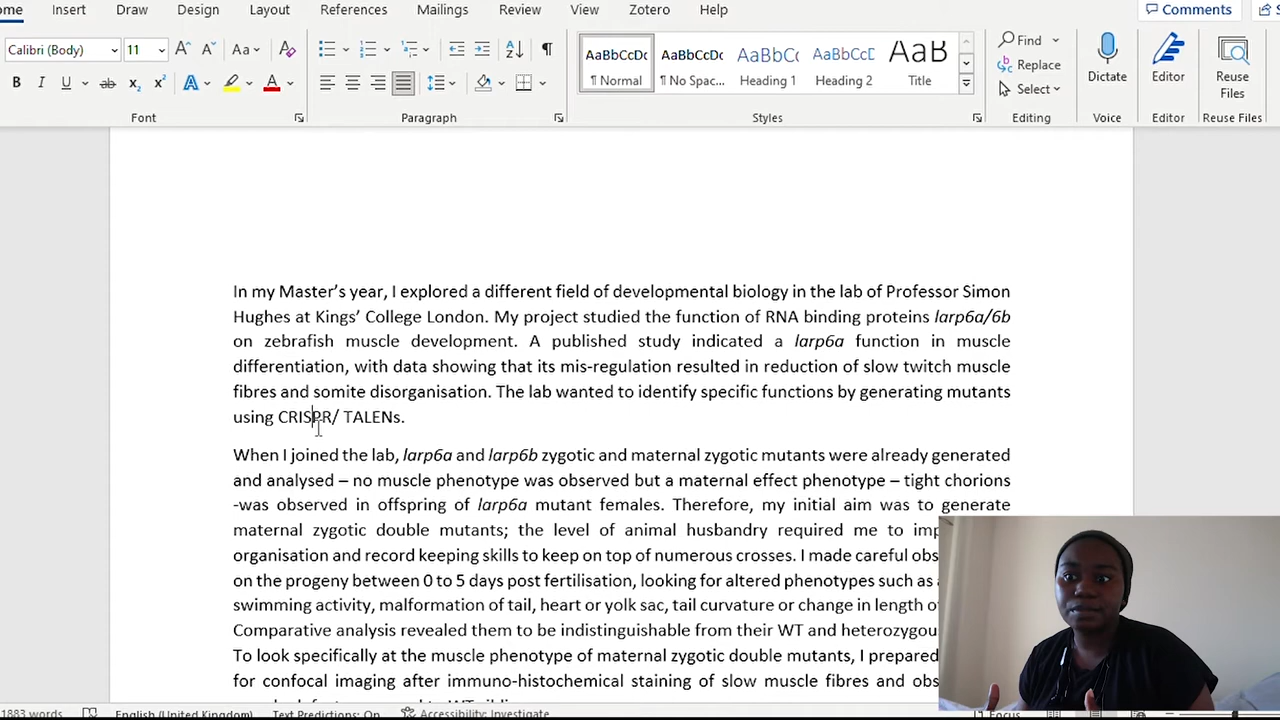 ome Insert Draw Design Layout References Mailings Review View Zotero Help Comments S
Calibri (Body) 11 Aa
AaBbCcDc AaBbCcDc AaBbCc AaBbCcD AaB
¶ Normal ¶ No Spac... Heading 1 Heading 2 Title
Find
Replace
Select
Dictate
Editor
Reuse
Files
Font Paragraph Styles Editing Voice Editor Reuse Files
In my Master’s year, I explored a different field of developmental biology in the lab of Professor Simon
Hughes at Kings’ College London. My project studied the function of RNA binding proteins larp6a/6b
on zebrafish muscle development. A published study indicated a larp6a function in muscle
differentiation, with data showing that its mis-regulation resulted in reduction of slow twitch muscle
fibres and somite disorganisation. The lab wanted to identify specific functions by generating mutants
using CRISPR/ TALENs.
When I joined the lab, larp6a and larp6b zygotic and maternal zygotic mutants were already generated
and analysed – no muscle phenotype was observed but a maternal effect phenotype – tight chorions
-was observed in offspring of larp6a mutant females. Therefore, my initial aim was to generate
maternal zygotic double mutants; the level of animal husbandry required me to imp
organisation and record keeping skills to keep on top of numerous crosses. I made careful obs
on the progeny between 0 to 5 days post fertilisation, looking for altered phenotypes such as
swimming activity, malformation of tail, heart or yolk sac, tail curvature or change in length o
Comparative analysis revealed them to be indistinguishable from their WT and heterozygou
To look specifically at the muscle phenotype of maternal zygotic double mutants, I prepared
for confocal imaging after immuno-histochemical staining of slow muscle fibres and obs
1883 words English (United Kingdom) Text Predictions: On Accessibility: Investigate Focus